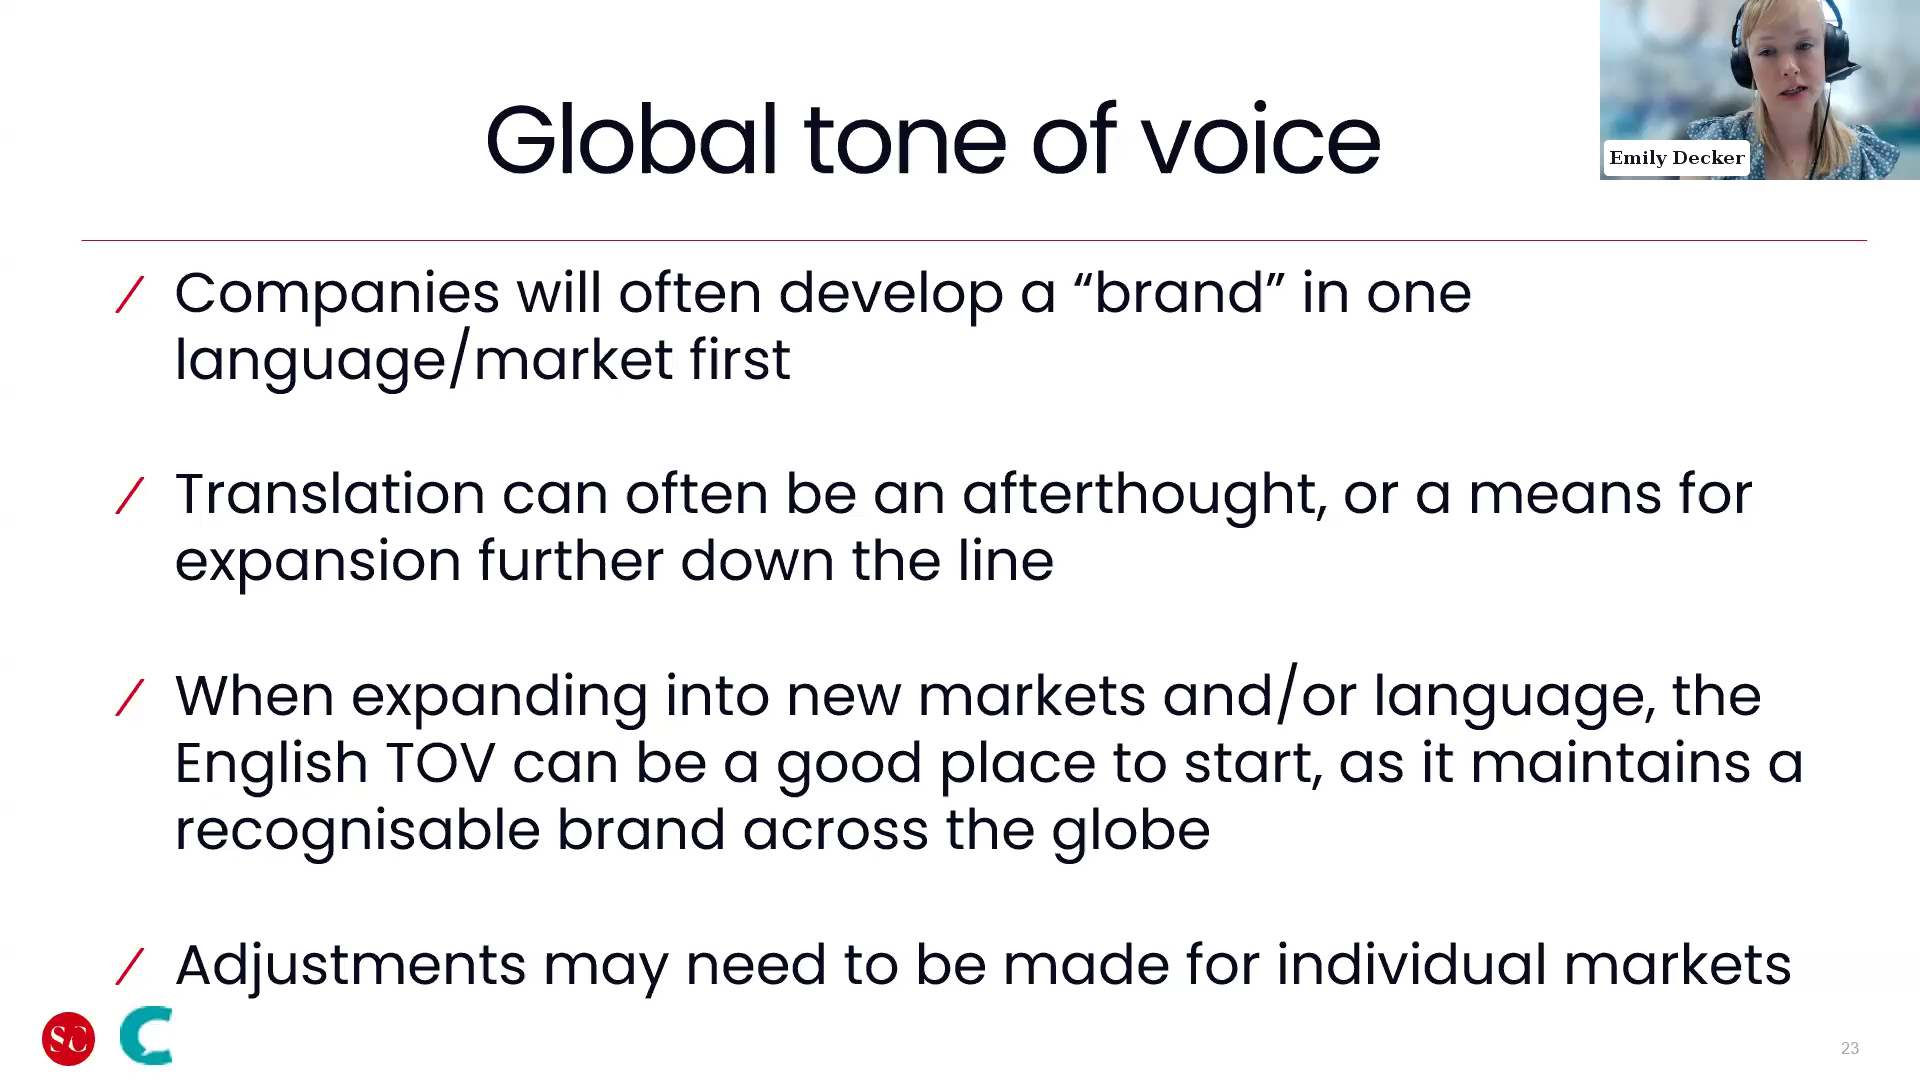 Global tone of voice
Emily Decker
Companies will often develop a “brand” in one
language/market first
Translation can often be an afterthought, or a means for
expansion further down the line
When expanding into new markets and/or language, the
English TOV can be a good place to start, as it maintains a
recognisable brand across the globe
Adjustments may need to be made for individual markets
SC
C
23